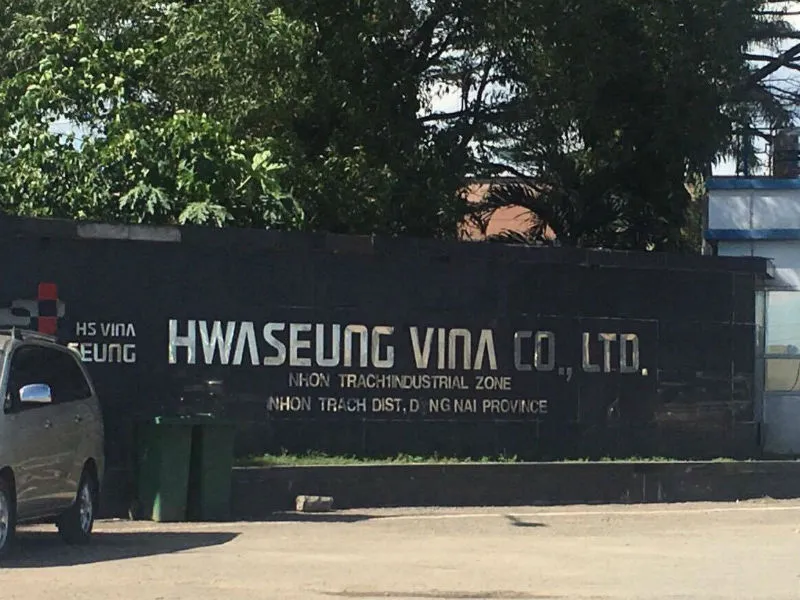 HS VINA
SEUNG
HWASEUNG VINA CO., LTD.
NHON TRACH1INDUSTRIAL ZONE
NHON TRACH DIST, D NG NAI PROVINCE